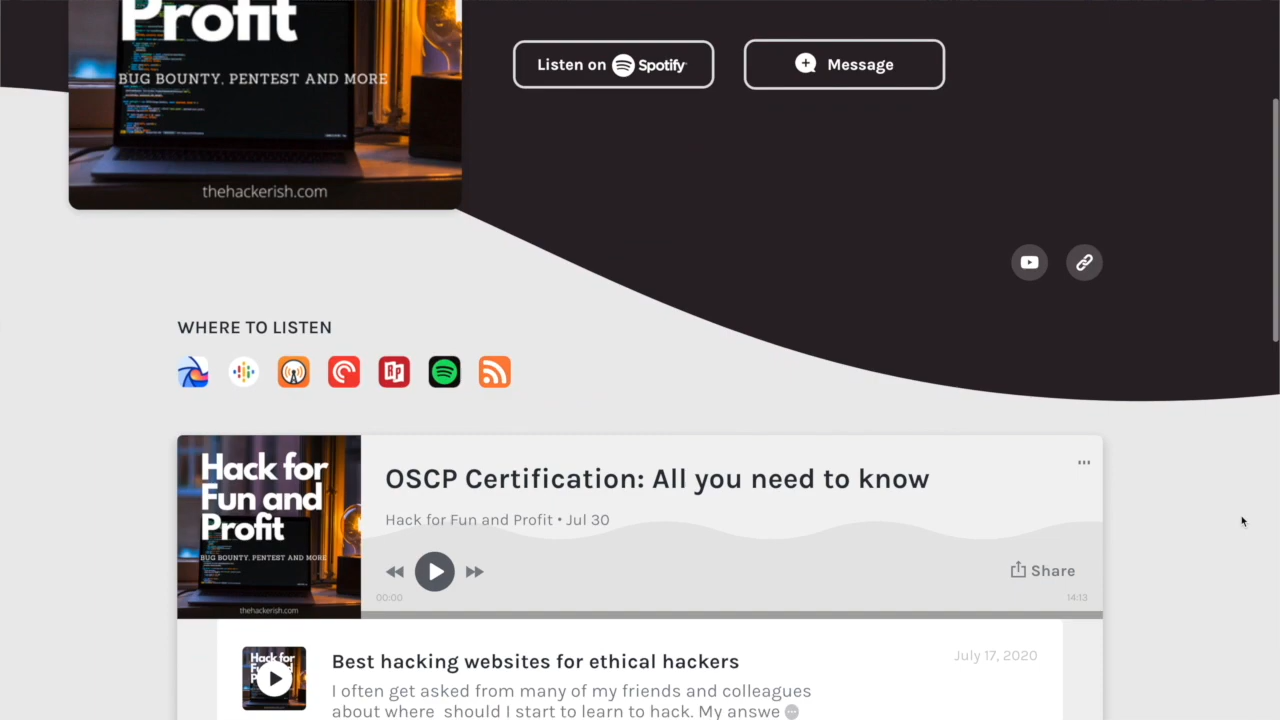 Profit
BUG BOUNTY, PENTEST AND MORE
thehackerish.com
Listen on Spotify
Message
WHERE TO LISTEN
Hack for
Fun and
Profit
BUG BOUNTY, PENTEST AND MORE
thehackerish.com
OSCP Certification: All you need to know
Hack for Fun and Profit • Jul 30
00:00
14:13
Share
Hack for
Best hacking websites for ethical hackers
July 17, 2020
I often get asked from many of my friends and colleagues
about where should I start to learn to hack. My answe